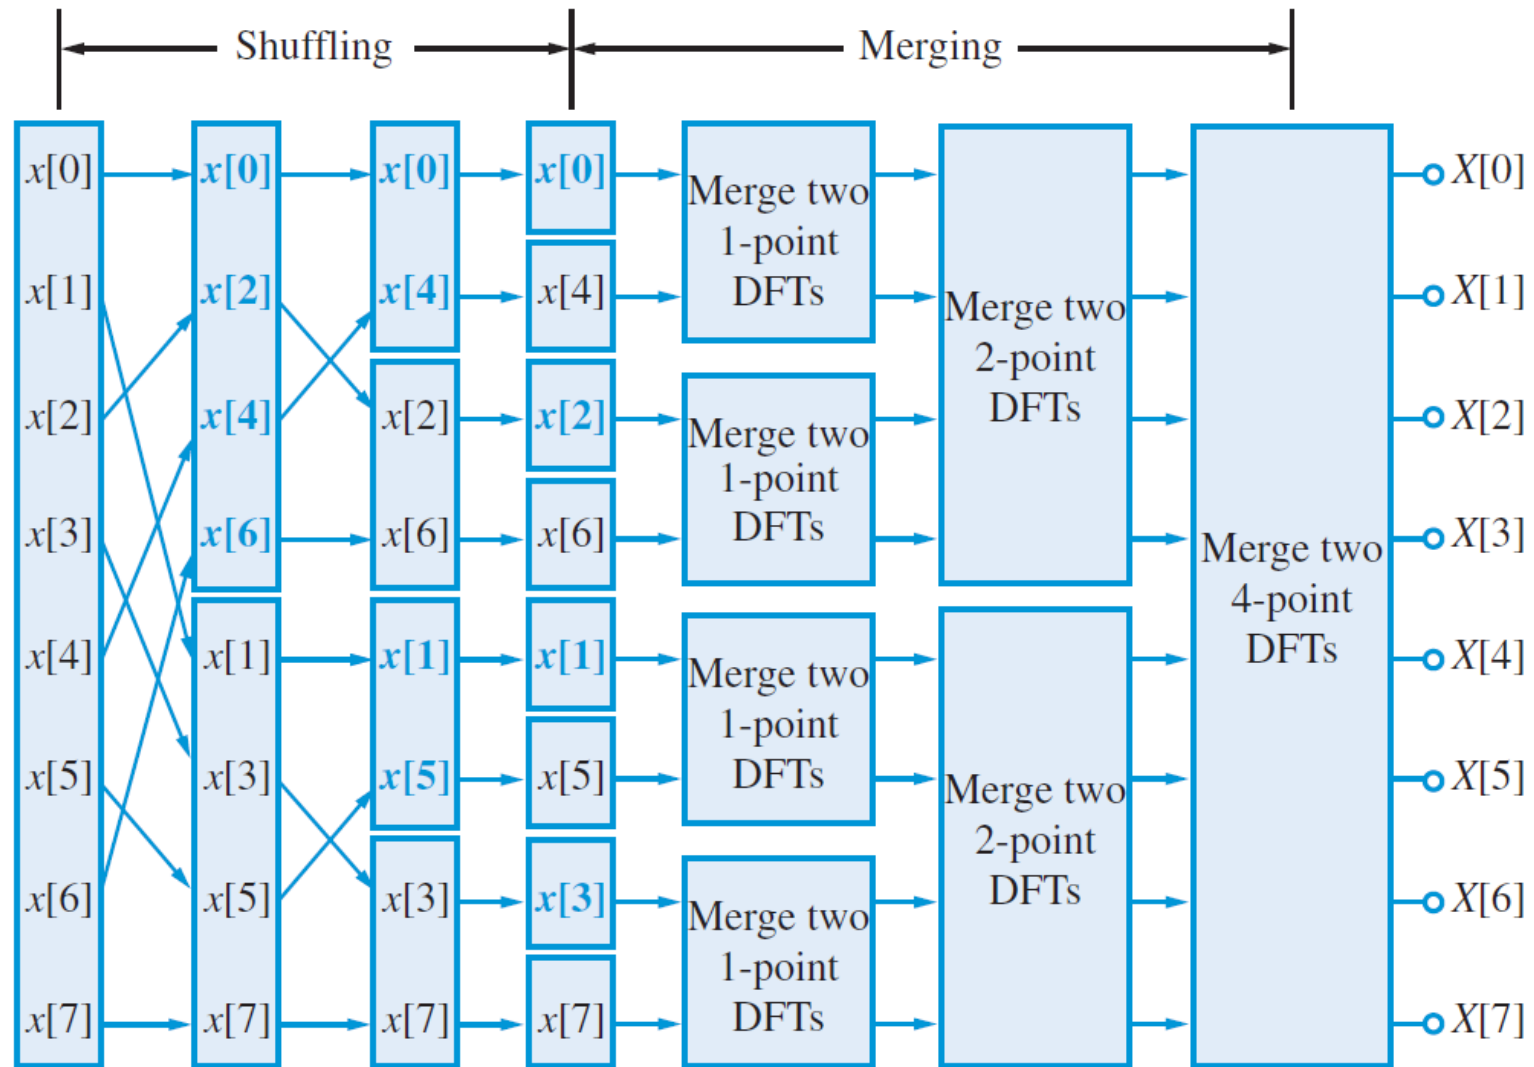 Shuffling Merging
x[0] x[0] x[0] x[0] X[0]
Merge two
1-point
DFTs
x[1] x[2] x[4] x[4] X[1]
Merge two
2-point
DFTs
x[2] x[4] x[2] x[2] X[2]
Merge two
1-point
DFTs
x[3] x[6] x[6] x[6] X[3]
Merge two
4-point
DFTs
x[4] x[1] x[1] x[1] X[4]
Merge two
1-point
DFTs
x[5] x[3] x[5] x[5] X[5]
Merge two
2-point
DFTs
x[6] x[5] x[3] x[3] X[6]
Merge two
1-point
DFTs
x[7] x[7] x[7] x[7] X[7]